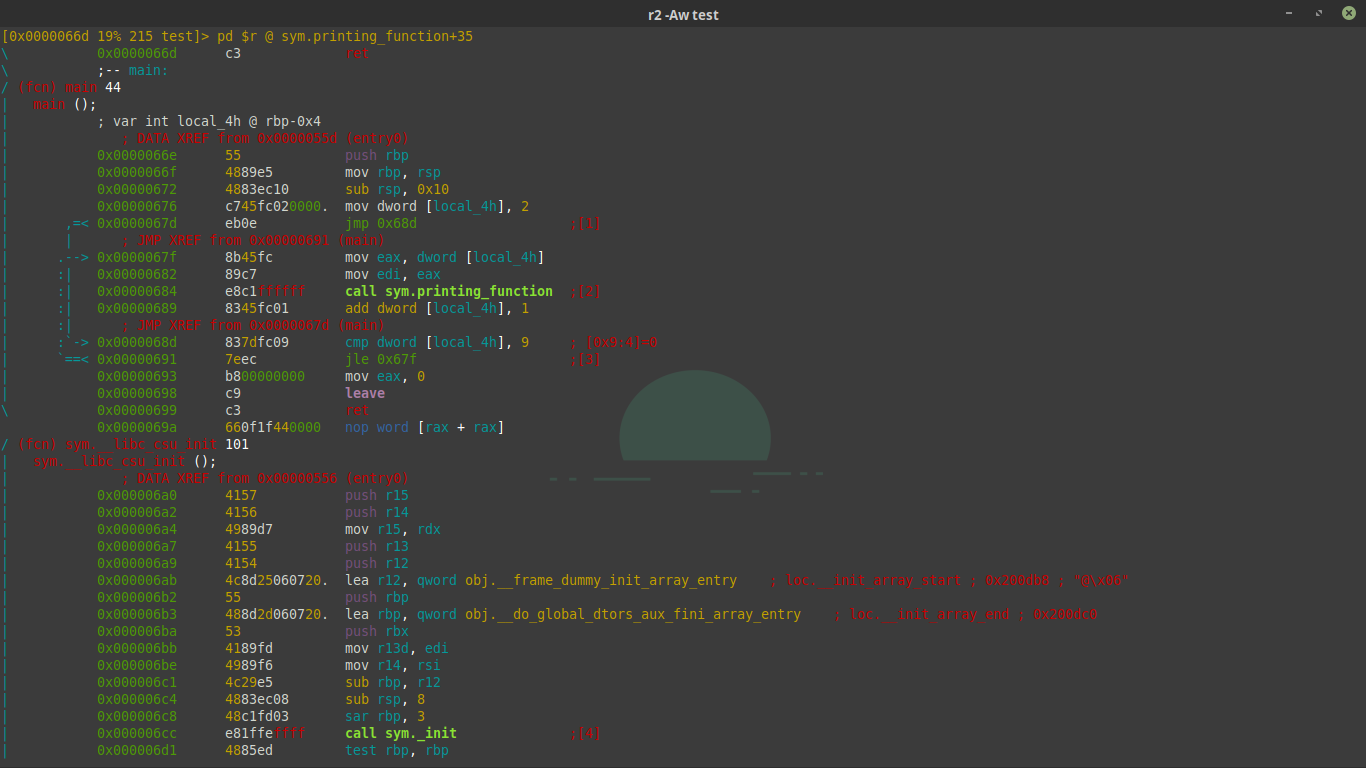 r2 -Aw test
[0x0000066d 19% 215 test]> pd $r @ sym.printing_function+35
\           0x0000066d      c3             ret
\           ;-- main:
/ (fcn) main 44
|   main ();
|           ; var int local_4h @ rbp-0x4
|              ; DATA XREF from 0x0000055d (entry0)
|           0x0000066e      55             push rbp
|           0x0000066f      4889e5         mov rbp, rsp
|           0x00000672      4883ec10       sub rsp, 0x10
|           0x00000676      c745fc020000.  mov dword [local_4h], 2
|       ,=< 0x0000067d      eb0e           jmp 0x68d                   ;[1]
|       |      ; JMP XREF from 0x00000691 (main)
|      .--> 0x0000067f      8b45fc         mov eax, dword [local_4h]
|      :|   0x00000682      89c7           mov edi, eax
|      :|   0x00000684      e8c1ffffff     call sym.printing_function  ;[2]
|      :|   0x00000689      8345fc01       add dword [local_4h], 1
|      :|      ; JMP XREF from 0x0000067d (main)
|      :`-> 0x0000068d      837dfc09       cmp dword [local_4h], 9     ; [0x9:4]=0
|      `==< 0x00000691      7eec           jle 0x67f                   ;[3]
|           0x00000693      b800000000     mov eax, 0
|           0x00000698      c9             leave
\           0x00000699      c3             ret
            0x0000069a      660f1f440000   nop word [rax + rax]
/ (fcn) sym.__libc_csu_init 101
|   sym.__libc_csu_init ();
|              ; DATA XREF from 0x00000556 (entry0)
|           0x000006a0      4157           push r15
|           0x000006a2      4156           push r14
|           0x000006a4      4989d7         mov r15, rdx
|           0x000006a7      4155           push r13
|           0x000006a9      4154           push r12
|           0x000006ab      4c8d25060720.  lea r12, qword obj.__frame_dummy_init_array_entry    ; loc.__init_array_start ; 0x200db8 ; "@\x06"
|           0x000006b2      55             push rbp
|           0x000006b3      488d2d060720.  lea rbp, qword obj.__do_global_dtors_aux_fini_array_entry    ; loc.__init_array_end ; 0x200dc0
|           0x000006ba      53             push rbx
|           0x000006bb      4189fd         mov r13d, edi
|           0x000006be      4989f6         mov r14, rsi
|           0x000006c1      4c29e5         sub rbp, r12
|           0x000006c4      4883ec08       sub rsp, 8
|           0x000006c8      48c1fd03       sar rbp, 3
|           0x000006cc      e81ffeffff     call sym._init              ;[4]
|           0x000006d1      4885ed         test rbp, rbp